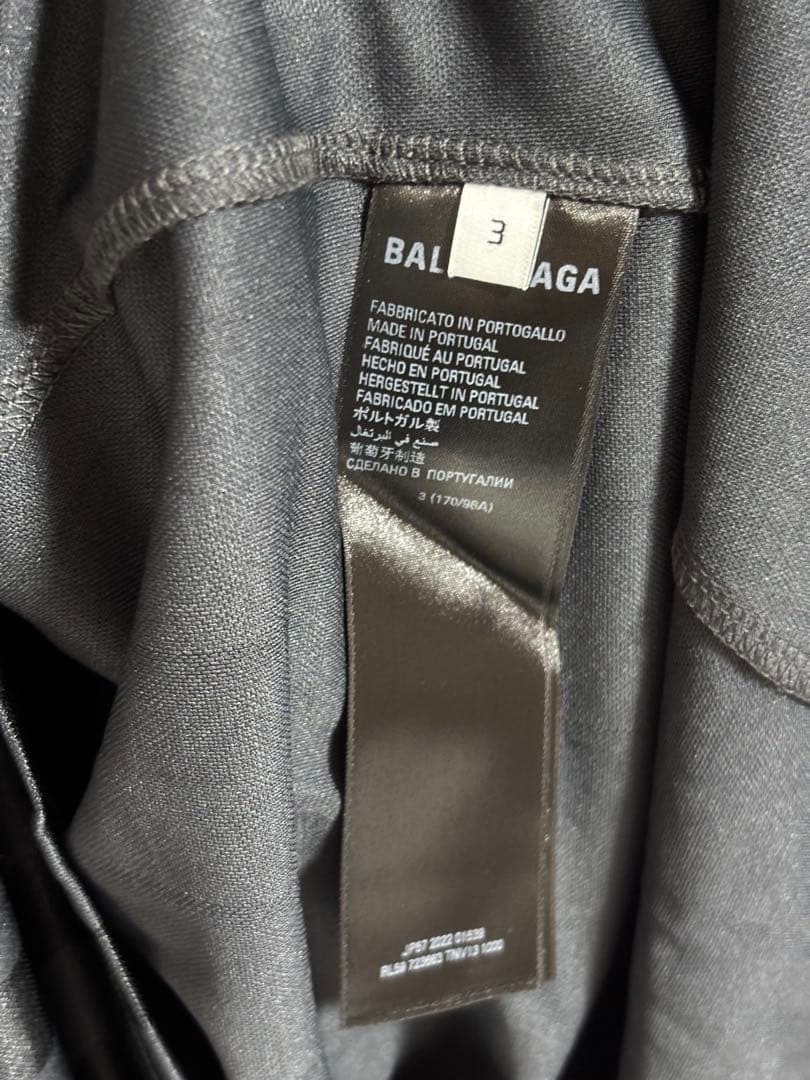 3
BAL AGA
FABBRICATO IN PORTOGALLO
MADE IN PORTUGAL
FABRIQUÉ AU PORTUGAL
HECHO EN PORTUGAL
HERGESTELLT IN PORTUGAL
FABRICADO EM PORTUGAL
ポルトガル製
صنع في البرتغال
葡萄牙制造
СДЕЛАНО В ПОРТУГАЛИИ
3 (170/96A)
2022
TNV13